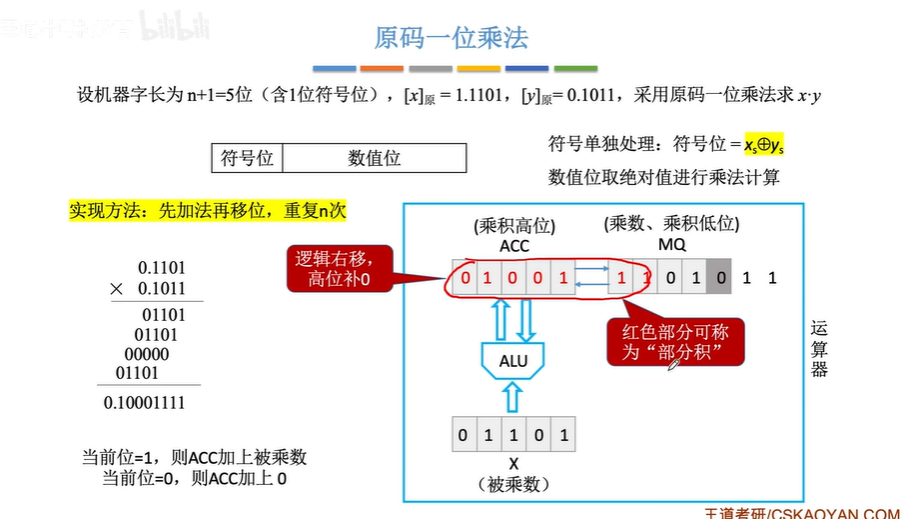 bilibili
原码一位乘法
设机器字长为 n+1=5位（含1位符号位），[x]原 = 1.1101，[y]原= 0.1011，采用原码一位乘法求 x·y
符号位 数值位
符号单独处理：符号位 = xs⊕ys
数值位取绝对值进行乘法计算
实现方法：先加法再移位，重复n次
(乘积高位)
ACC
(乘数、乘积低位)
MQ
逻辑右移，
高位补0
0 1 0 0 1 1 1 0 1 0 1 1
红色部分可称
为“部分积”
0.1101
× 0.1011
01101
01101
00000
01101
0.10001111
ALU
运算器
0 1 1 0 1
X
（被乘数）
当前位=1，则ACC加上被乘数
当前位=0，则ACC加上 0
王道考研/CSKAOYAN.COM